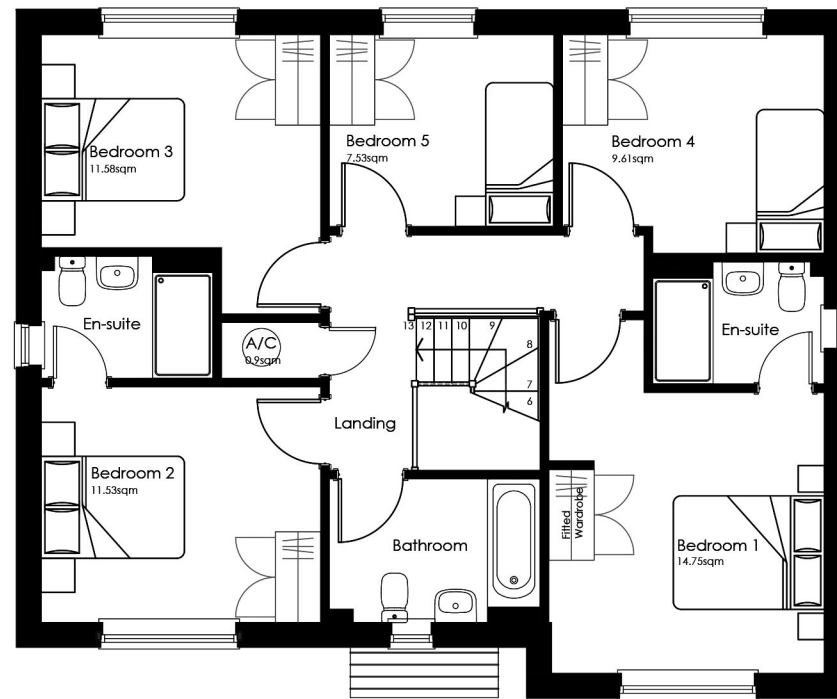 Bedroom 3
11.58sqm
Bedroom 5
7.53sqm
Bedroom 4
9.61sqm
En-suite
A/C
0.9sqm
13 12 11 10 9
8
7
6
En-suite
Landing
Bedroom 2
11.53sqm
Bathroom
Fitted
Wardrobe
Bedroom 1
14.75sqm